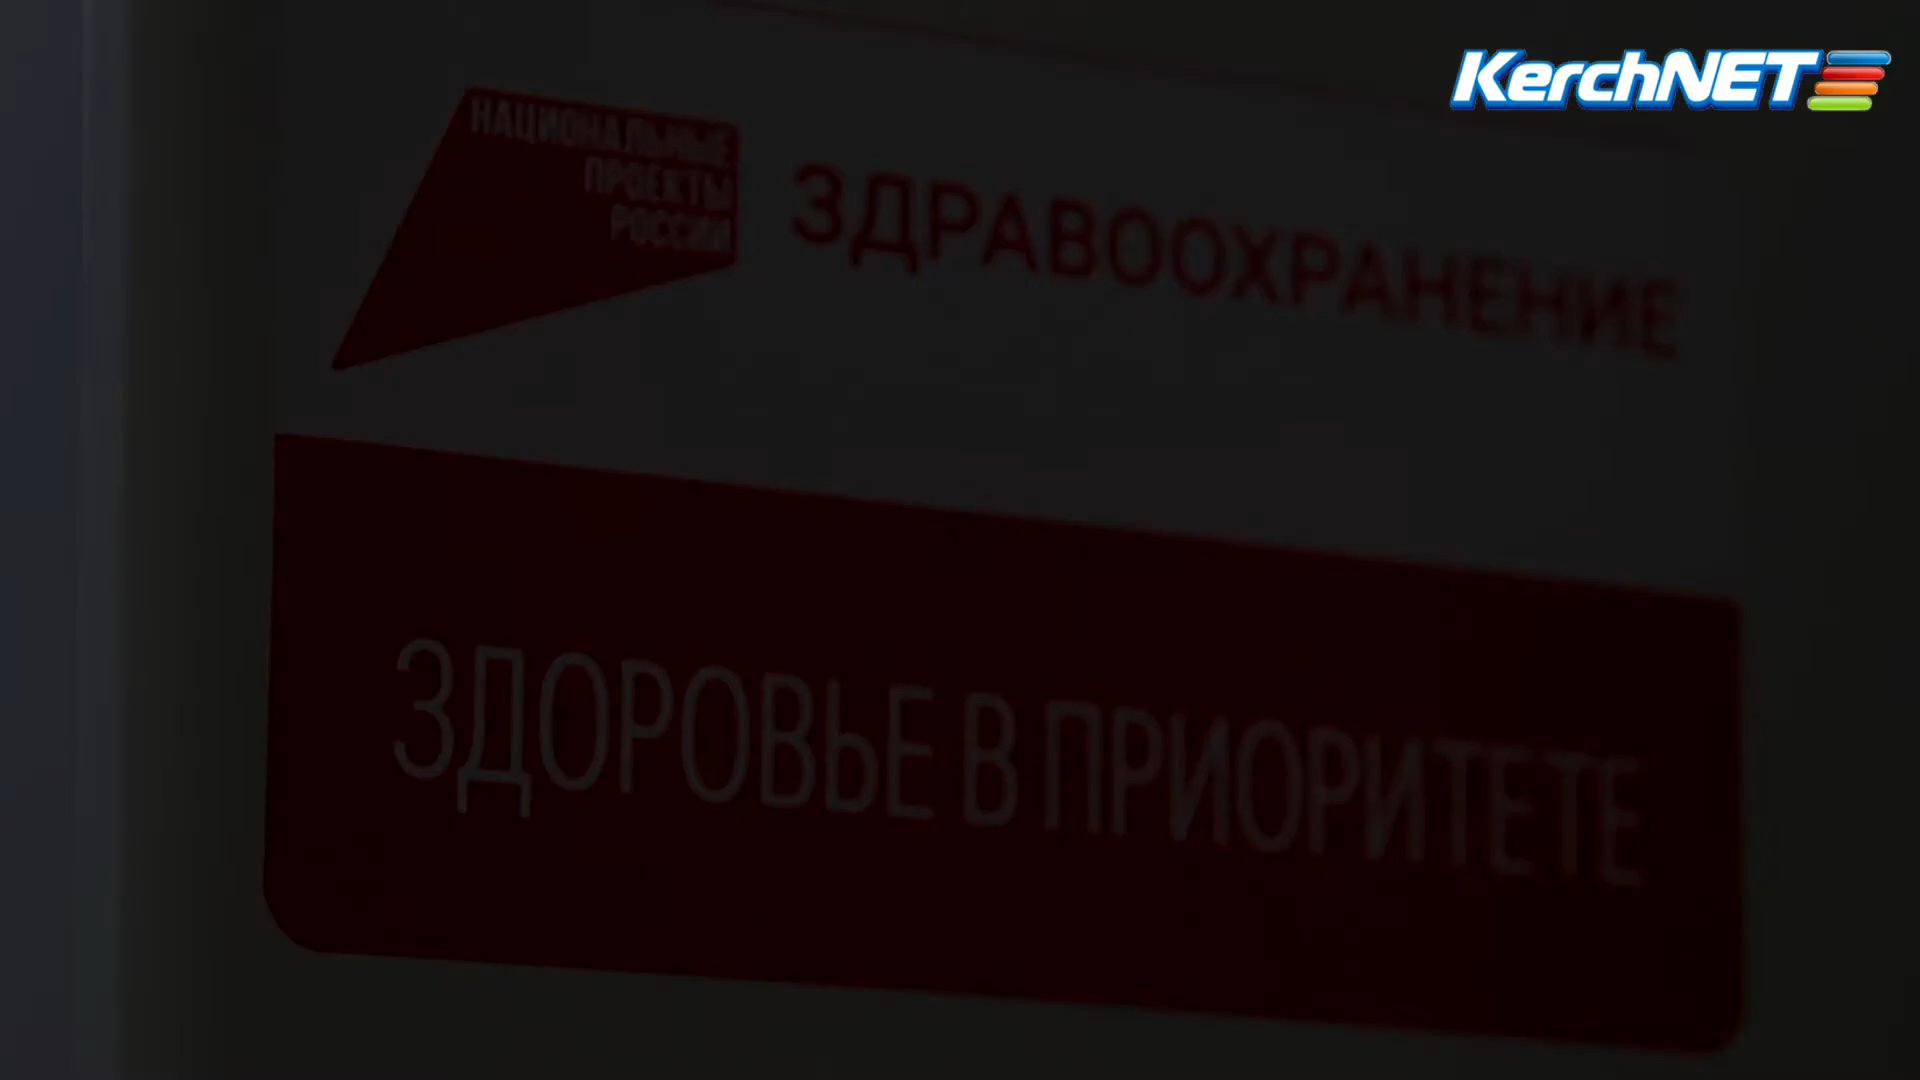 KerchNET
НАЦИОНАЛЬНЫЕ
ПРОЕКТЫ
РОССИИ
ЗДРАВООХРАНЕНИЕ
ЗДОРОВЬЕ В ПРИОРИТЕТЕ